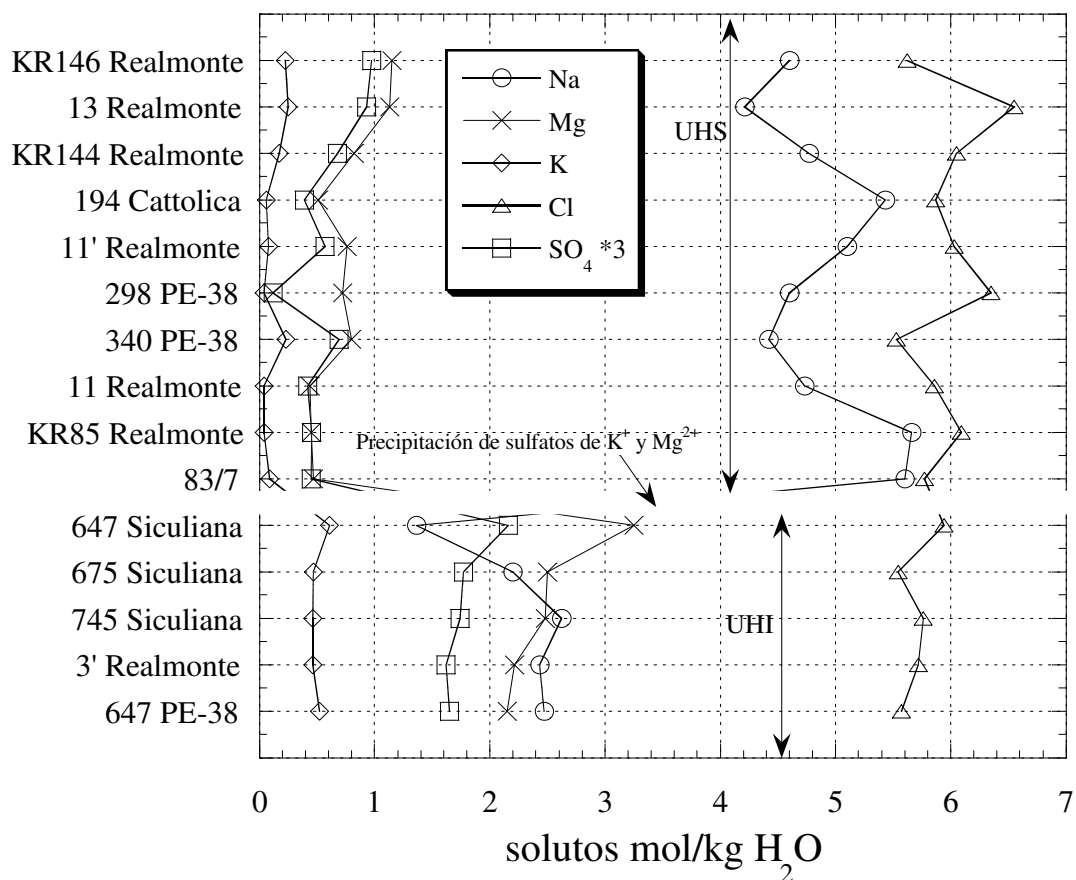 KR146 Realmonte
13 Realmonte
KR144 Realmonte
194 Cattolica
11' Realmonte
298 PE-38
340 PE-38
11 Realmonte
KR85 Realmonte
83/7
647 Siculiana
675 Siculiana
745 Siculiana
3' Realmonte
647 PE-38
Na
Mg
K
Cl
SO4 *3
UHS
Precipitación de sulfatos de K+ y Mg2+
UHI
0 1 2 3 4 5 6 7
solutos mol/kg H2O